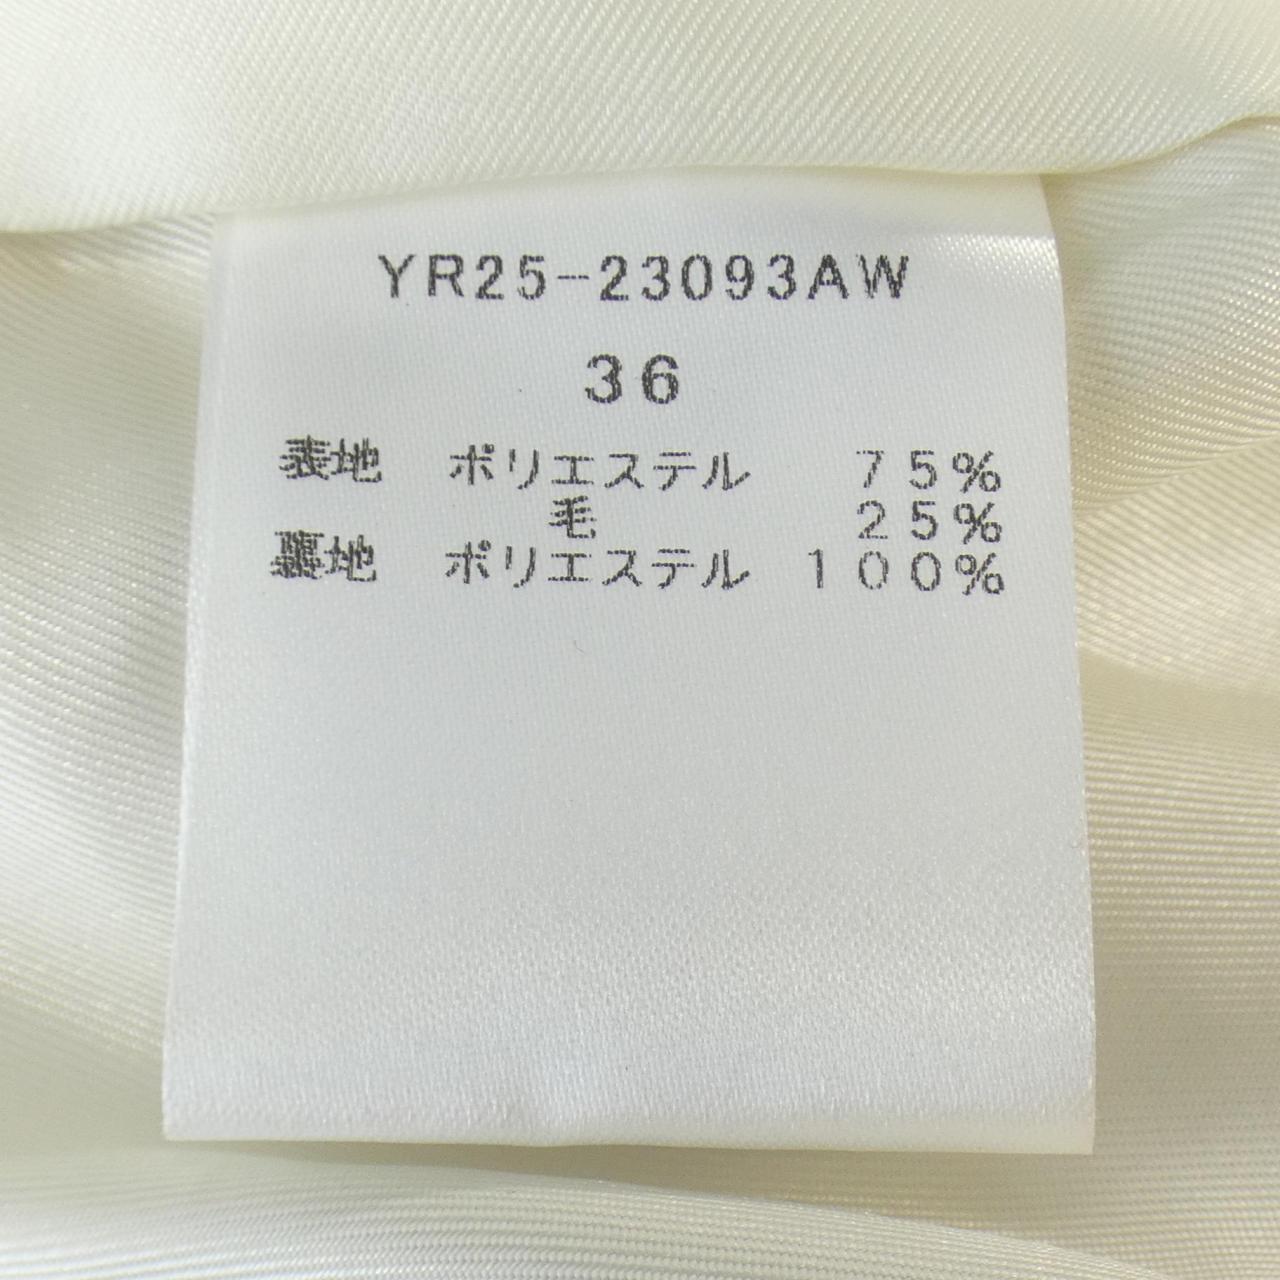 YR25-23093AW
36
表地 ポリエステル 75%
毛 25%
裏地 ポリエステル 100%